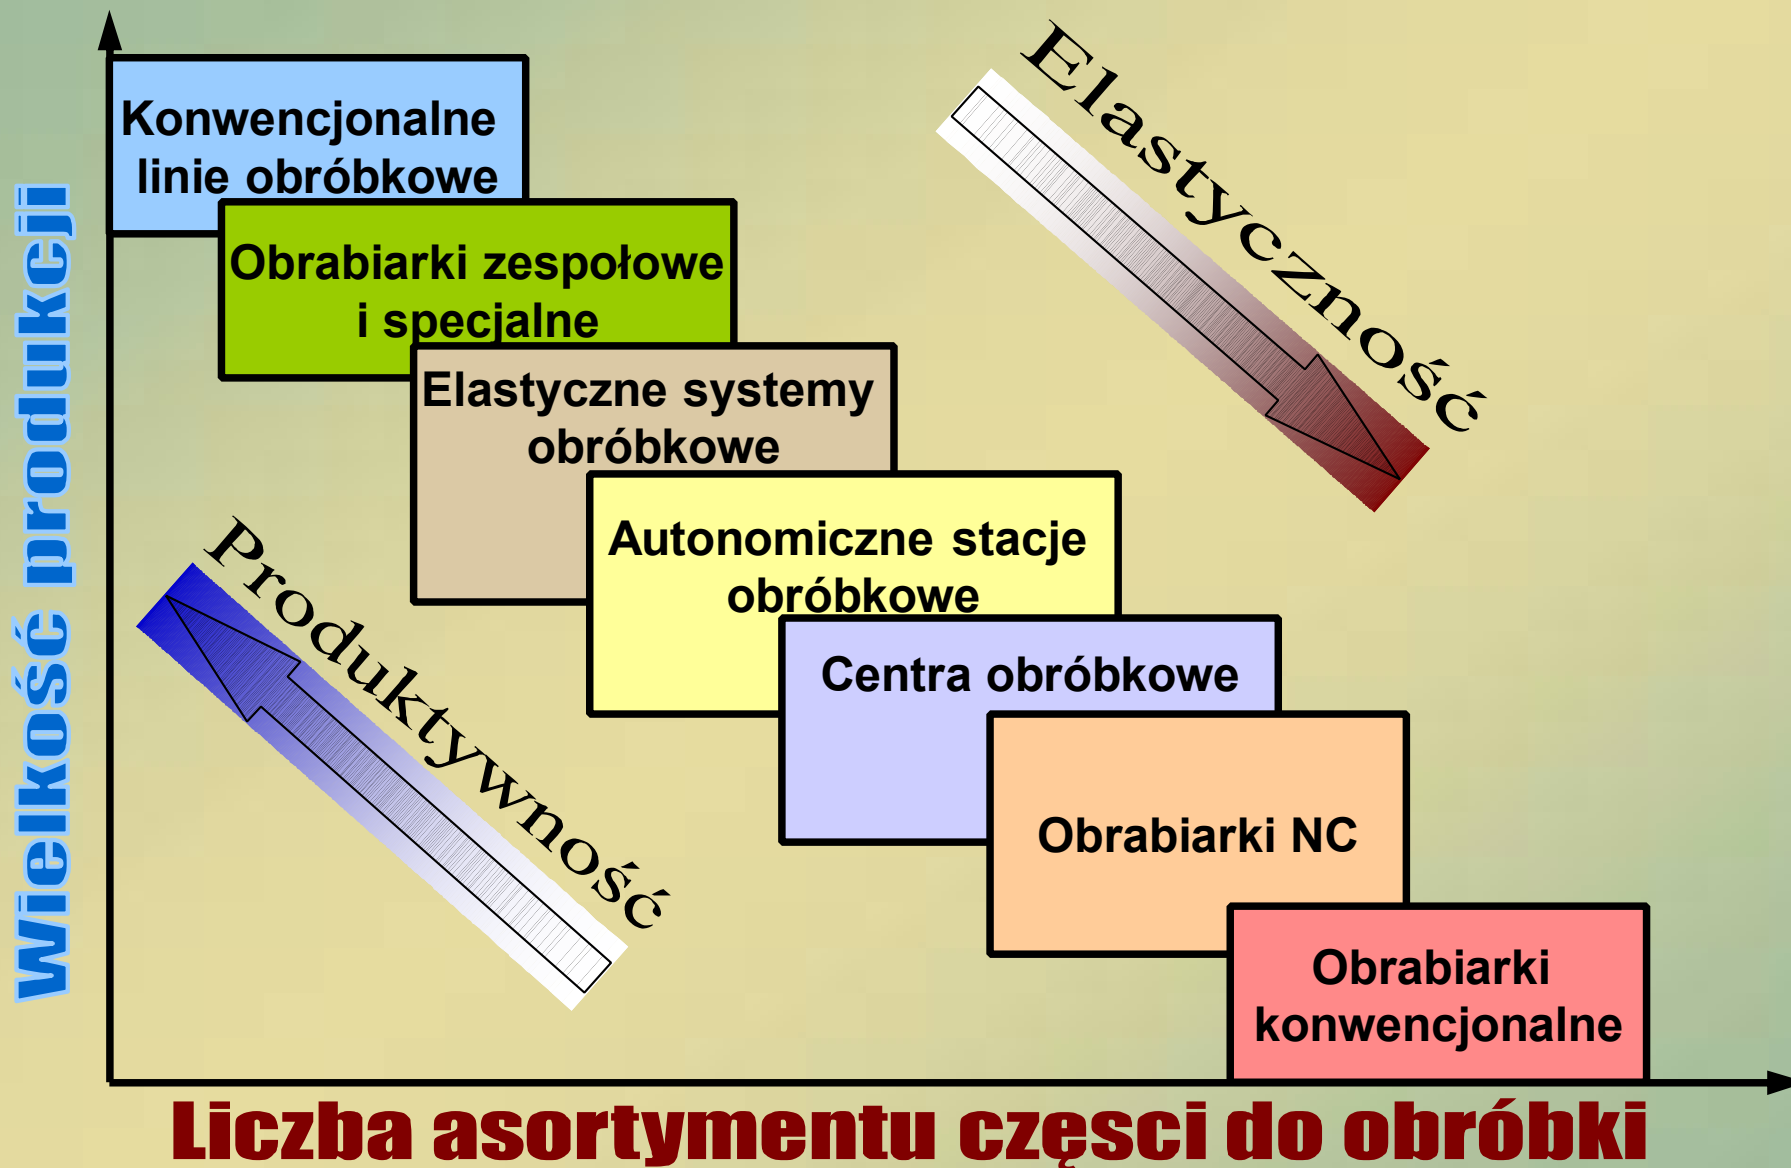 Wielkość produkcji
Konwencjonalne
linie obróbkowe
Obrabiarki zespołowe
i specjalne
Elastyczne systemy
obróbkowe
Autonomiczne stacje
obróbkowe
Centra obróbkowe
Obrabiarki NC
Obrabiarki
konwencjonalne
Elastyczność
Produktywność
Liczba asortymentu częsci do obróbki